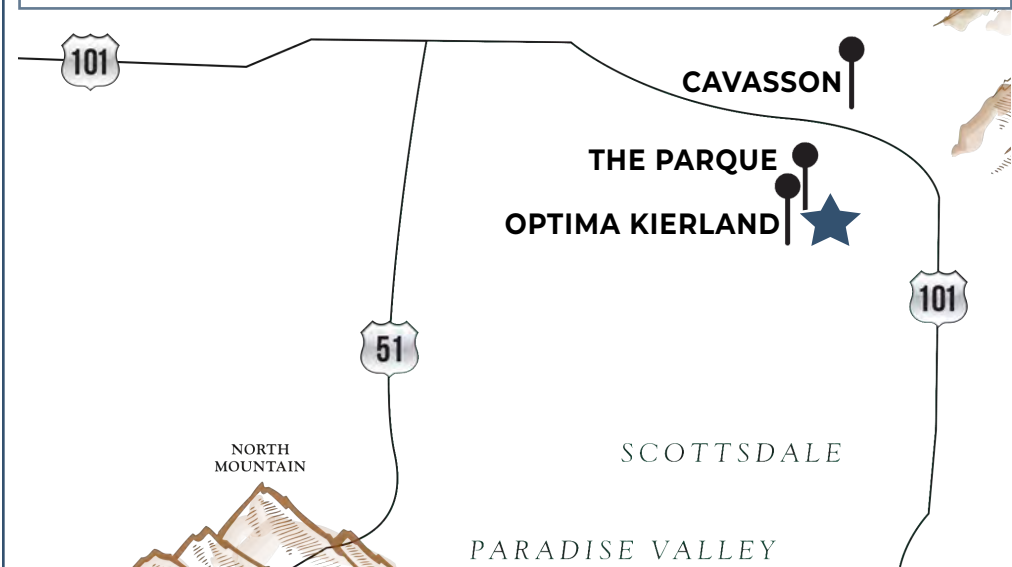 101
CAVASSON
THE PARQUE
OPTIMA KIERLAND
101
51
NORTH
MOUNTAIN
SCOTTSDALE
PARADISE VALLEY